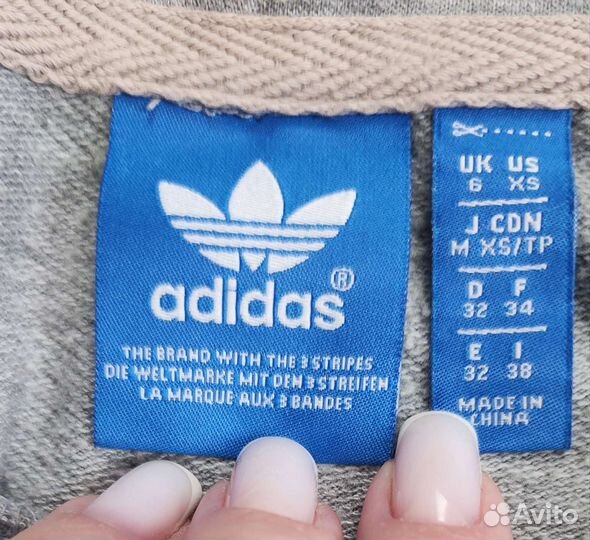 adidas®
THE BRAND WITH THE 3 STRIPES
DIE WELTMARKE MIT DEN 3 STREIFEN
LA MARQUE AUX 3 BANDES
UK US
6 XS
J CDN
M XS/TP
D F
32 34
E I
32 38
MADE IN
CHINA
Avito